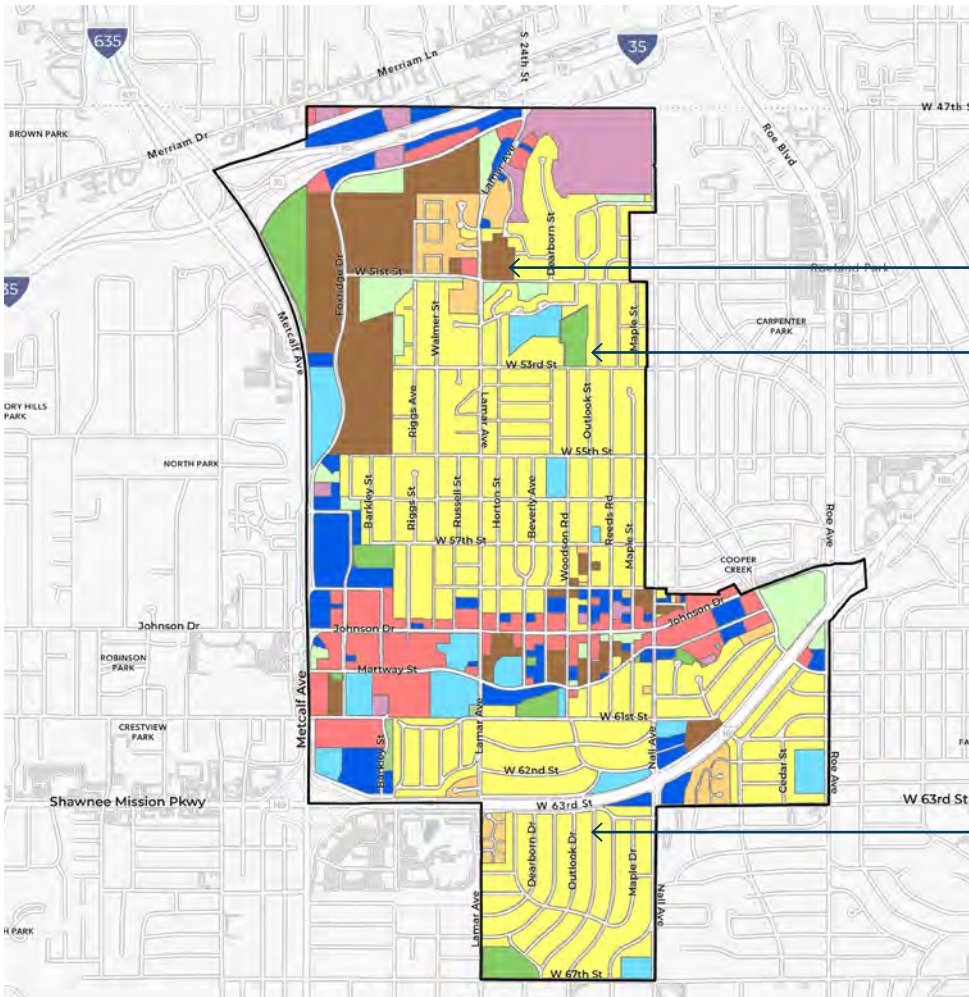 635
S 24th St
35
Merriam Ln
W 47th S
BROWN PARK
Merriam Dr
Roe Blvd
Lamar Ave
Dearborn St
W 51st St
Roeland Park
Foxridge Dr
35
Metcalf Ave
Walmer St
Maple St
CARPENTER
PARK
W 53rd St
ORY HILLS
PARK
Riggs Ave
Lamar Ave
Outlook St
W 55th St
NORTH PARK
Barkley St
Riggs St
Russell St
Horton St
Beverly Ave
Woodson Rd
Reeds Rd
Maple St
Roe Ave
W 57th St
COOPER
CREEK
Johnson Dr
Johnson Dr
Johnson Dr
ROBINSON
PARK
Martway St
Metcalf Ave
CRESTVIEW
PARK
W 61st St
Lamar Ave
Nall Ave
Barkley St
W 62nd St
Cedar St
Roe Ave
FA
Shawnee Mission Pkwy
169
W 63rd St
W 63rd St
Dearborn Dr
Outlook Dr
Maple Dr
Lamar Ave
Nall Ave
H PARK
W 67th St